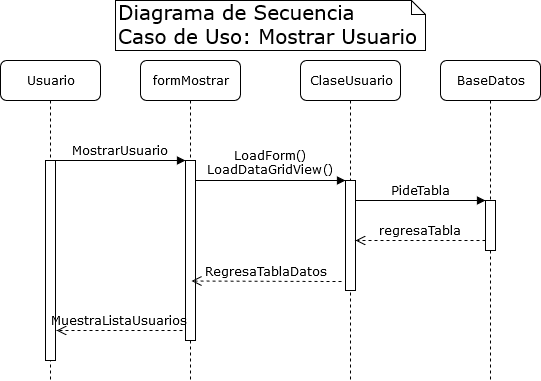 Diagrama de Secuencia
Caso de Uso: Mostrar Usuario
Usuario
formMostrar
ClaseUsuario
BaseDatos
MostrarUsuario
LoadForm()
LoadDataGridView()
PideTabla
regresaTabla
RegresaTablaDatos
MuestraListaUsuarios